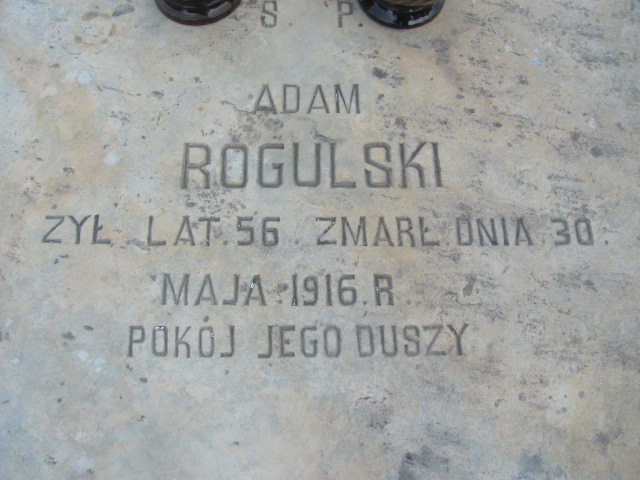 S. P.
ADAM
ROGULSKI
ŻYŁ LAT. 56. ZMARŁ DNIA 30.
MAJA 1916. R
POKÓJ JEGO DUSZY